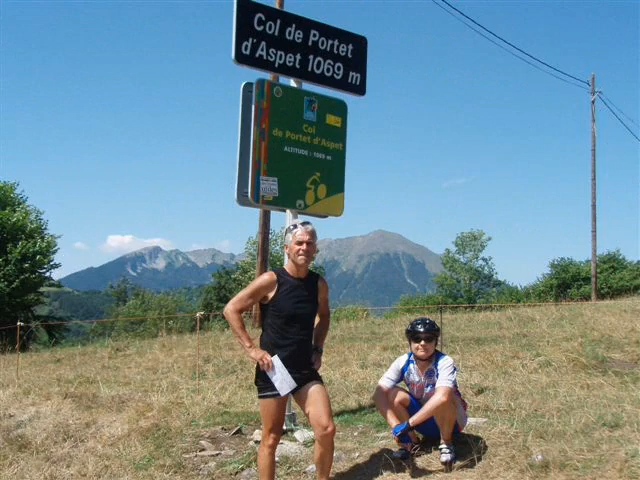 Col de Portet
d'Aspet 1069 m
Col
de Portet d'Aspet
ALTITUDE : 1069 m